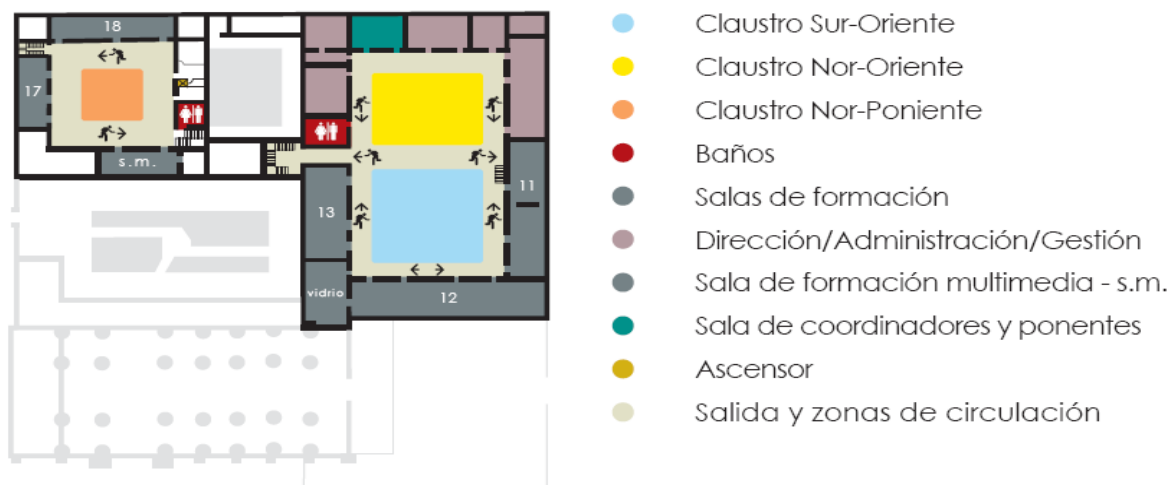 18
17
s.m.
13
11
vidrio
12
Claustro Sur-Oriente
Claustro Nor-Oriente
Claustro Nor-Poniente
Baños
Salas de formación
Dirección/Administración/Gestión
Sala de formación multimedia - s.m.
Sala de coordinadores y ponentes
Ascensor
Salida y zonas de circulación